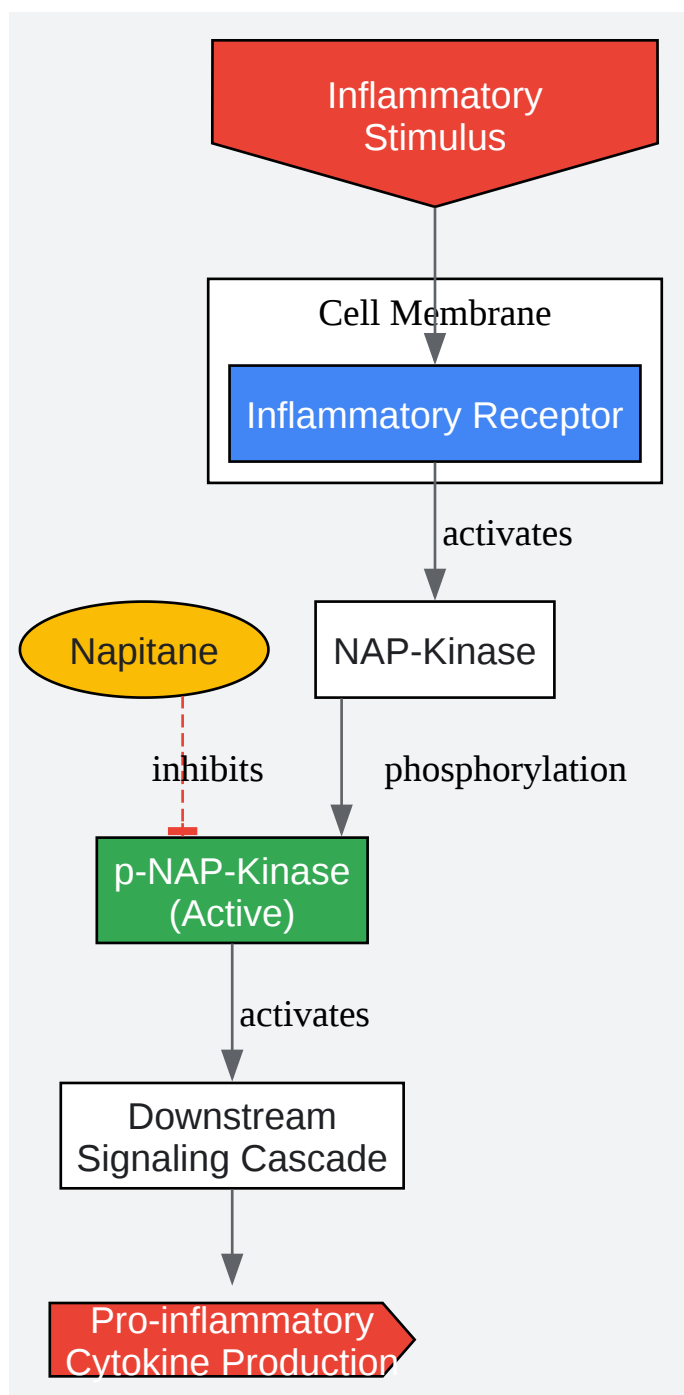 Inflammatory
Stimulus
Cell Membrane
Inflammatory Receptor
activates
Napitane
NAP-Kinase
inhibits
phosphorylation
p-NAP-Kinase
(Active)
activates
Downstream
Signaling Cascade
Pro-inflammatory
Cytokine Production